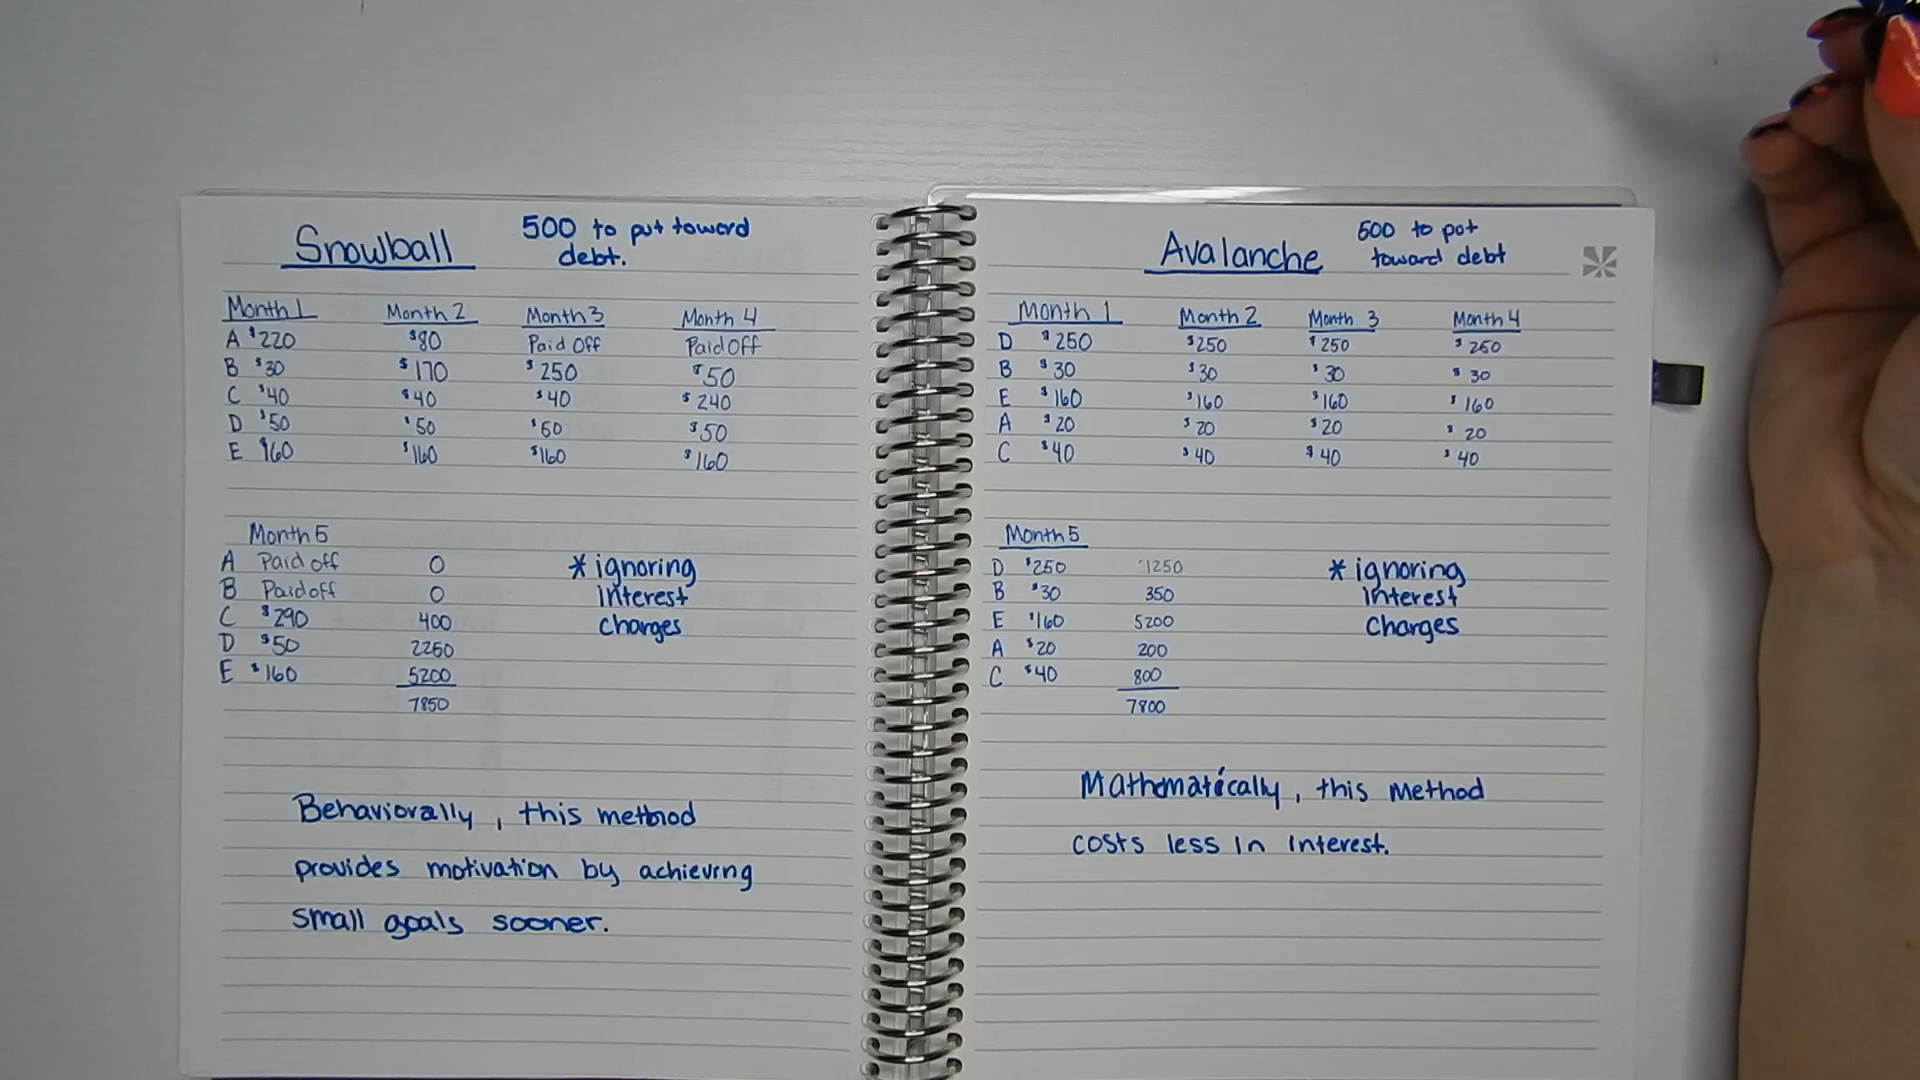 Snowball
500 to put toward
debt.
Month 1 Month 2 Month 3 Month 4
A $220 $80 Paid Off Paid Off
B $30 $170 $250 $50
C $40 $40 $40 $240
D $50 $50 $50 $50
E $160 $160 $160 $160
Month 5
A Paid off 0
B Paid off 0
C $290 400
D $50 2250
E $160 5200
7850
* ignoring
interest
charges
Behaviorally, this method
provides motivation by achieving
small goals sooner.
Avalanche
500 to put
toward debt
Month 1 Month 2 Month 3 Month 4
D $250 $250 $250 $250
B $30 $30 $30 $30
E $160 $160 $160 $160
A $20 $20 $20 $20
C $40 $40 $40 $40
Month 5
D $250 1250
B $30 350
E $160 5200
A $20 200
C $40 800
7800
* ignoring
interest
charges
Mathematically, this method
costs less in interest.